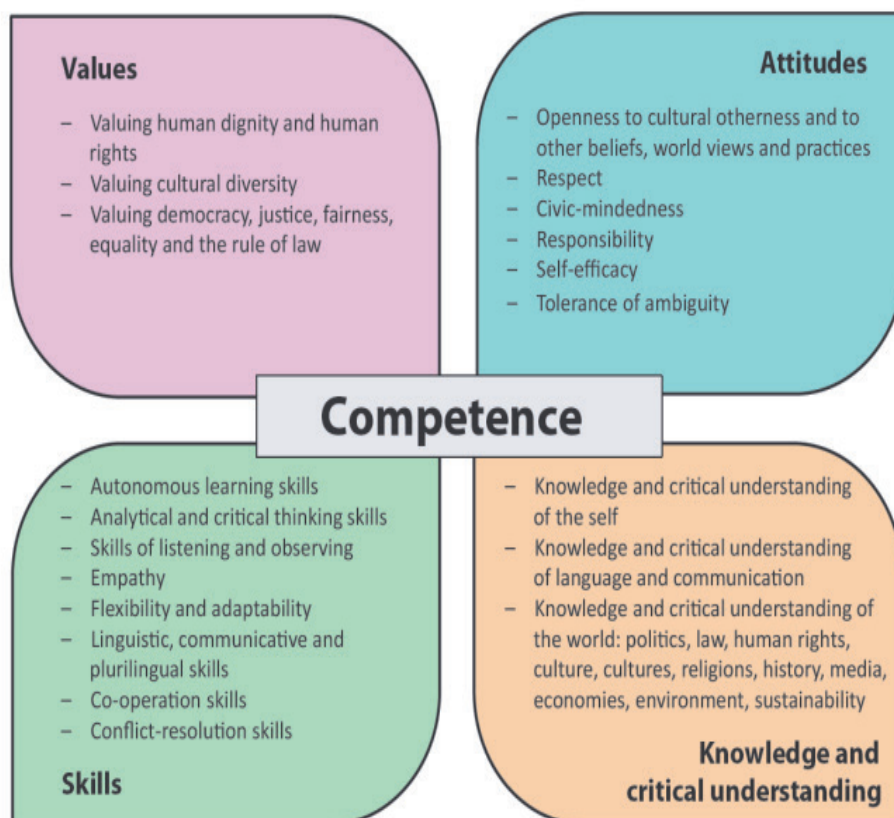 Values
– Valuing human dignity and human
rights
– Valuing cultural diversity
– Valuing democracy, justice, fairness,
equality and the rule of law
Attitudes
– Openness to cultural otherness and to
other beliefs, world views and practices
– Respect
– Civic-mindedness
– Responsibility
– Self-efficacy
– Tolerance of ambiguity
Competence
– Autonomous learning skills
– Analytical and critical thinking skills
– Skills of listening and observing
– Empathy
– Flexibility and adaptability
– Linguistic, communicative and
plurilingual skills
– Co-operation skills
– Conflict-resolution skills
Skills
– Knowledge and critical understanding
of the self
– Knowledge and critical understanding
of language and communication
– Knowledge and critical understanding of
the world: politics, law, human rights,
culture, cultures, religions, history, media,
economies, environment, sustainability
Knowledge and
critical understanding